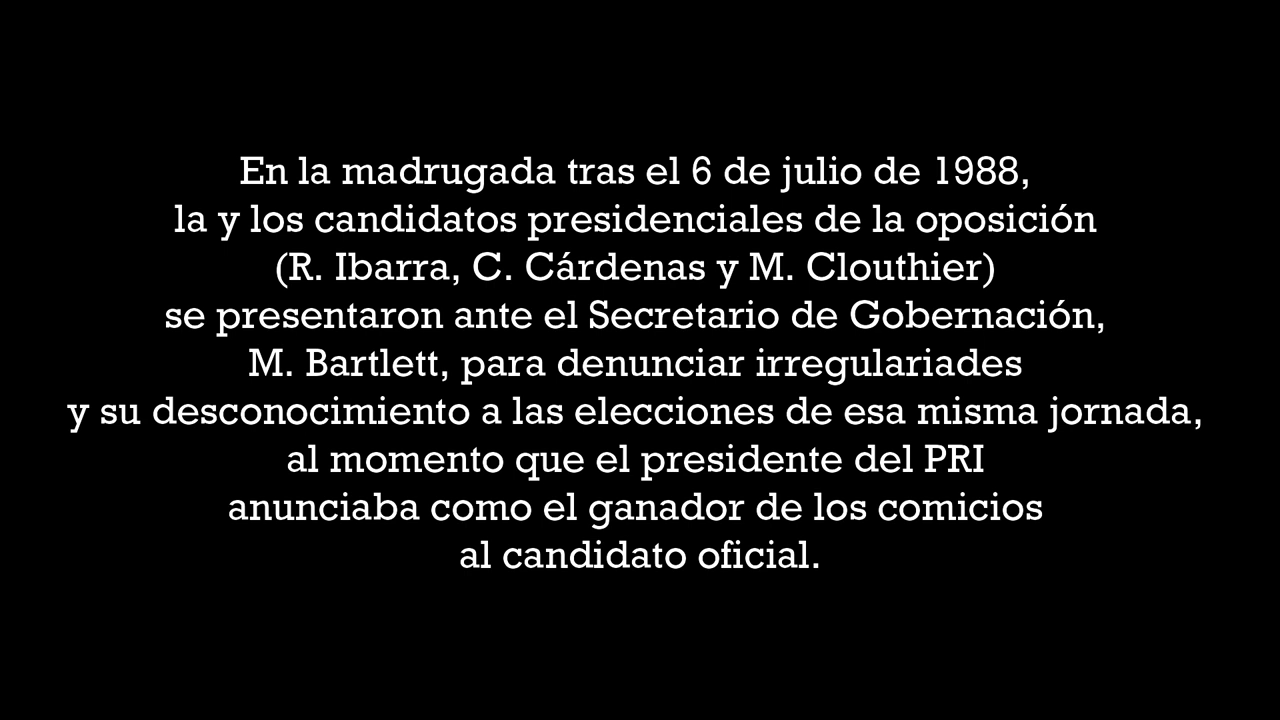 En la madrugada tras el 6 de julio de 1988,
la y los candidatos presidenciales de la oposición
(R. Ibarra, C. Cárdenas y M. Clouthier)
se presentaron ante el Secretario de Gobernación,
M. Bartlett, para denunciar irregulariades
y su desconocimiento a las elecciones de esa misma jornada,
al momento que el presidente del PRI
anunciaba como el ganador de los comicios
al candidato oficial.